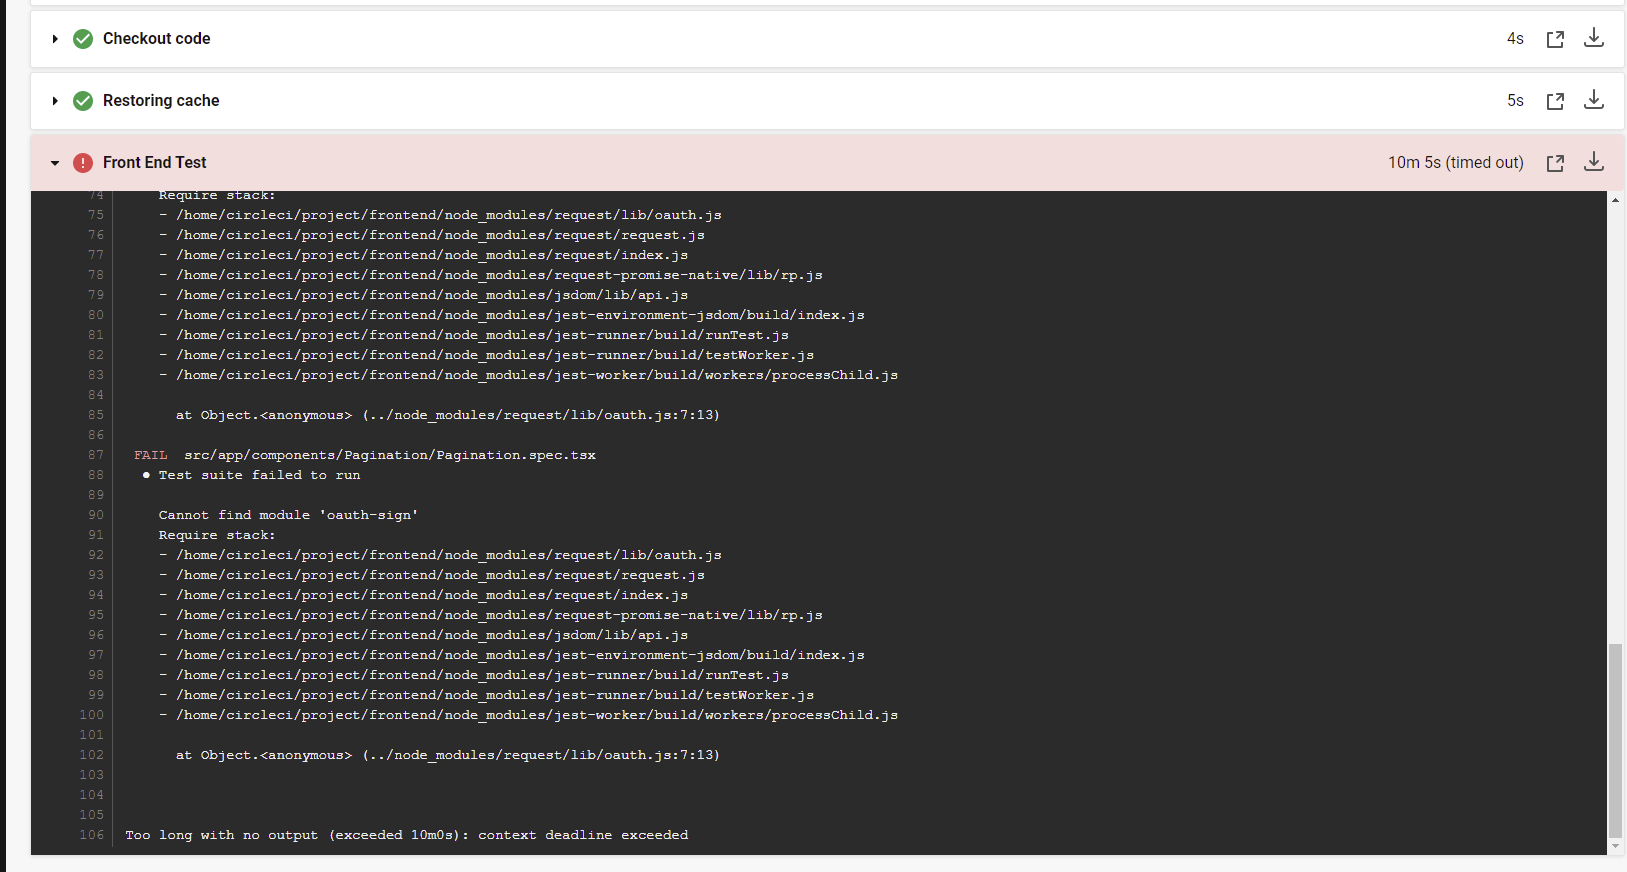 Checkout code 4s
Restoring cache 5s
Front End Test 10m 5s (timed out)
74 Require stack:
75 - /home/circleci/project/frontend/node_modules/request/lib/oauth.js
76 - /home/circleci/project/frontend/node_modules/request/request.js
77 - /home/circleci/project/frontend/node_modules/request/index.js
78 - /home/circleci/project/frontend/node_modules/request-promise-native/lib/rp.js
79 - /home/circleci/project/frontend/node_modules/jsdom/lib/api.js
80 - /home/circleci/project/frontend/node_modules/jest-environment-jsdom/build/index.js
81 - /home/circleci/project/frontend/node_modules/jest-runner/build/runTest.js
82 - /home/circleci/project/frontend/node_modules/jest-runner/build/testWorker.js
83 - /home/circleci/project/frontend/node_modules/jest-worker/build/workers/processChild.js
84
85 at Object.<anonymous> (../node_modules/request/lib/oauth.js:7:13)
86
87 FAIL src/app/components/Pagination/Pagination.spec.tsx
88 ● Test suite failed to run
89
90 Cannot find module 'oauth-sign'
91 Require stack:
92 - /home/circleci/project/frontend/node_modules/request/lib/oauth.js
93 - /home/circleci/project/frontend/node_modules/request/request.js
94 - /home/circleci/project/frontend/node_modules/request/index.js
95 - /home/circleci/project/frontend/node_modules/request-promise-native/lib/rp.js
96 - /home/circleci/project/frontend/node_modules/jsdom/lib/api.js
97 - /home/circleci/project/frontend/node_modules/jest-environment-jsdom/build/index.js
98 - /home/circleci/project/frontend/node_modules/jest-runner/build/runTest.js
99 - /home/circleci/project/frontend/node_modules/jest-runner/build/testWorker.js
100 - /home/circleci/project/frontend/node_modules/jest-worker/build/workers/processChild.js
101
102 at Object.<anonymous> (../node_modules/request/lib/oauth.js:7:13)
103
104
105
106 Too long with no output (exceeded 10m0s): context deadline exceeded